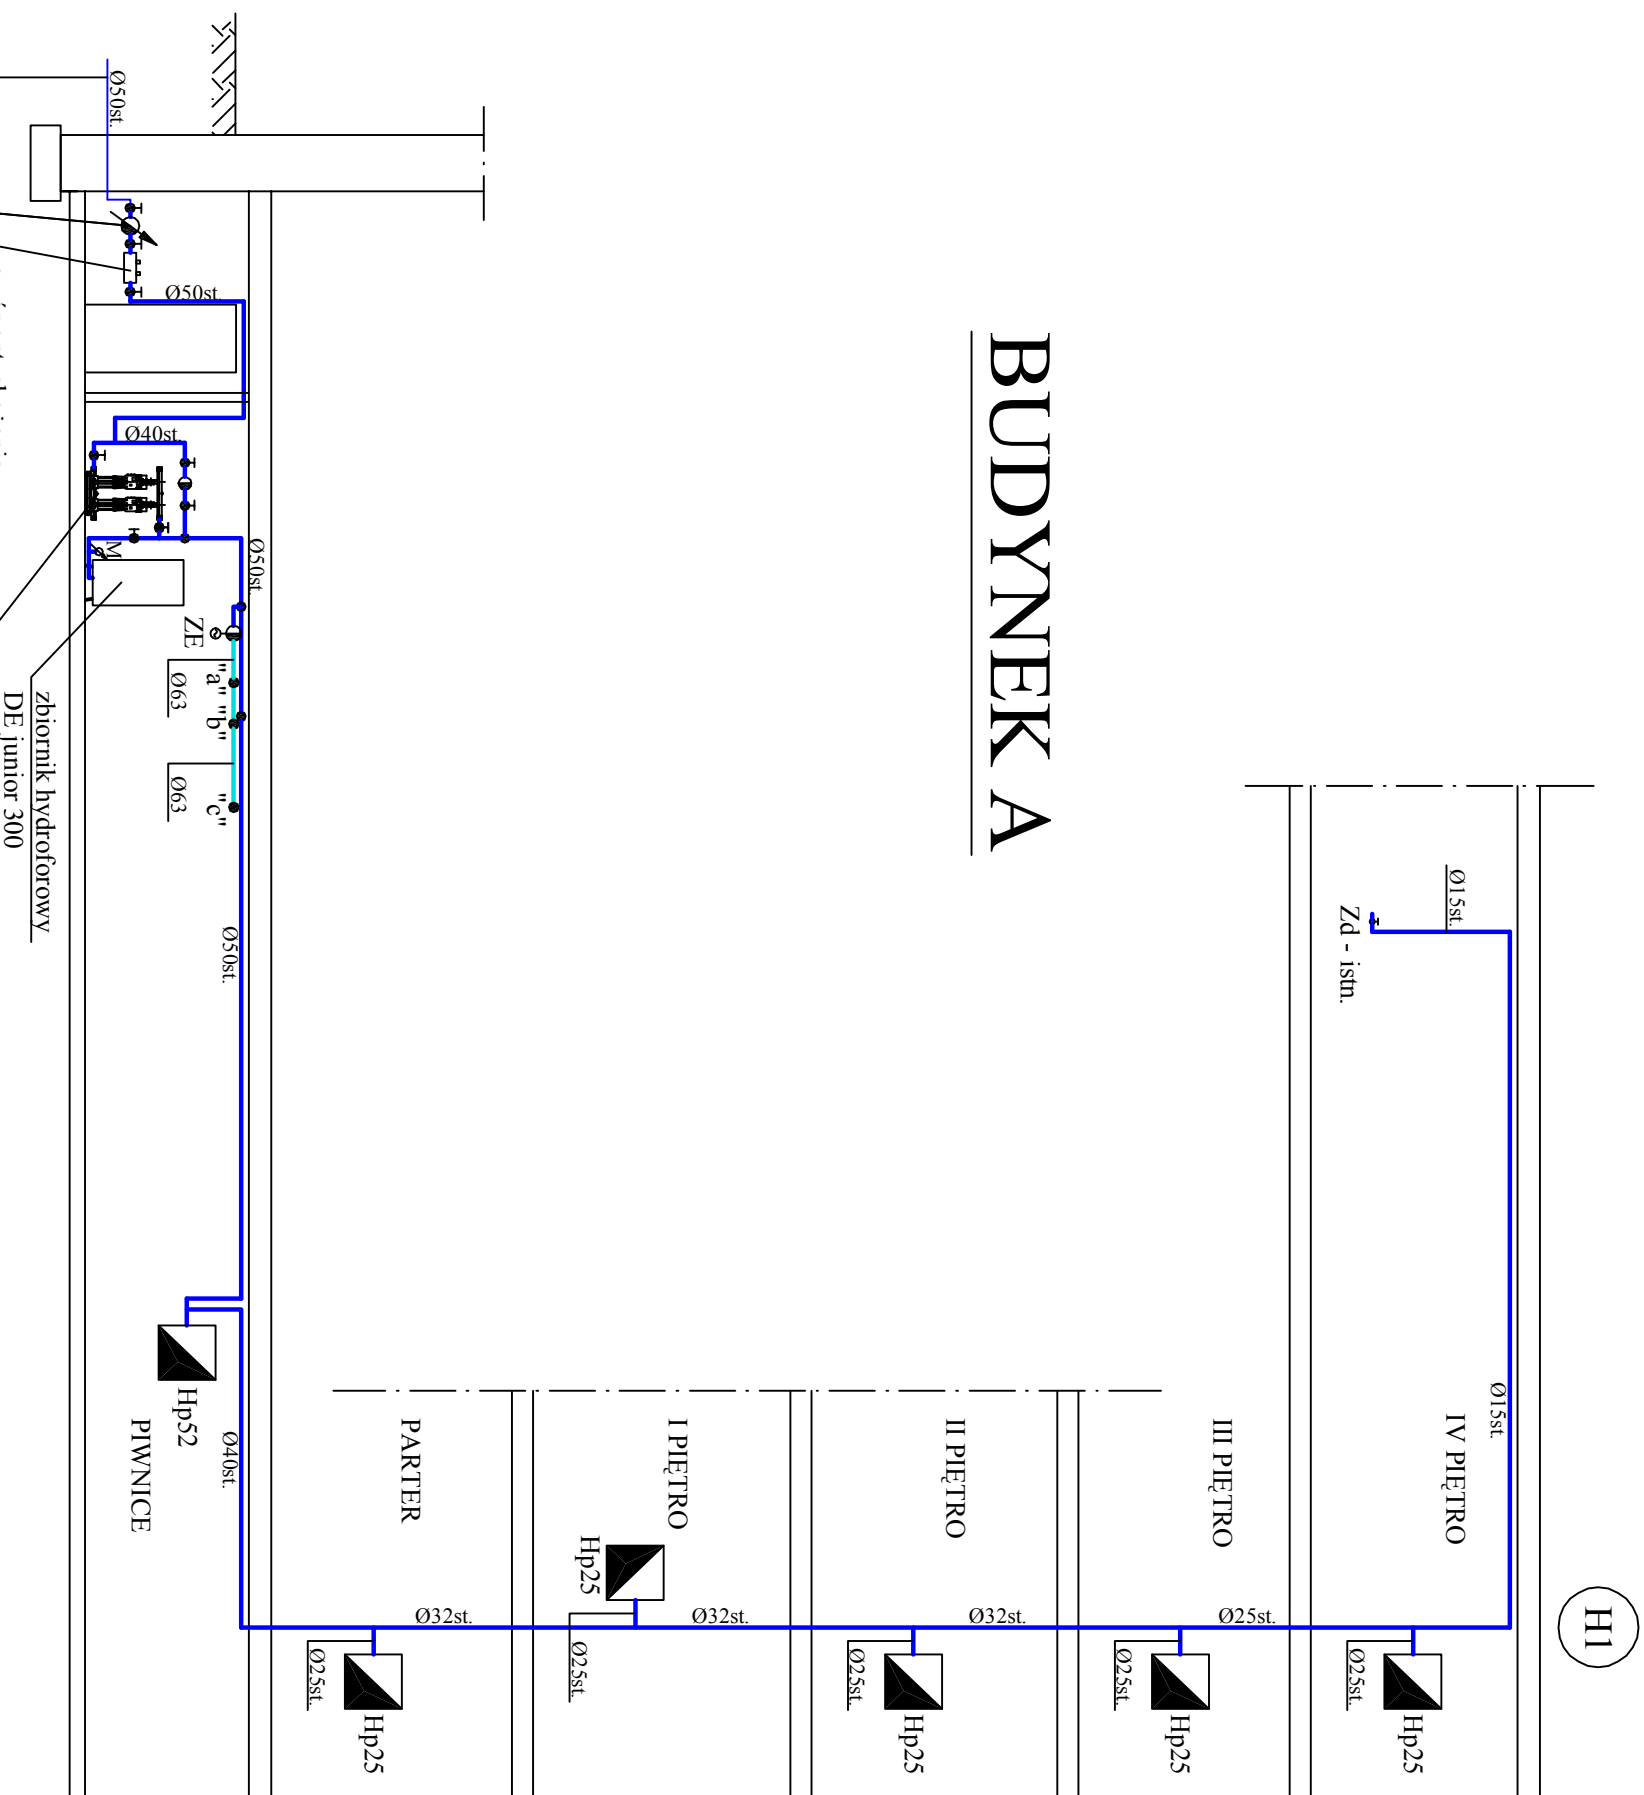 H1
IV PIĘTRO
Ø15st.
Ø15st.
Zd - istn.
Hp25
Ø25st.
Ø25st.
III PIĘTRO
Hp25
Ø25st.
BUDYNEK A
II PIĘTRO
Ø32st.
Hp25
Ø25st.
I PIĘTRO
Ø32st.
Hp25
Ø25st.
PARTER
Ø32st.
Hp25
Ø25st.
Ø50st.
Ø50st.
Ø40st.
Ø50st.
M
ZE
"a"
"b"
"c"
Ø63
Ø63
Ø50st.
Ø40st.
Hp52
PIWNICE
zbiornik hydroforowy
DE junior 300